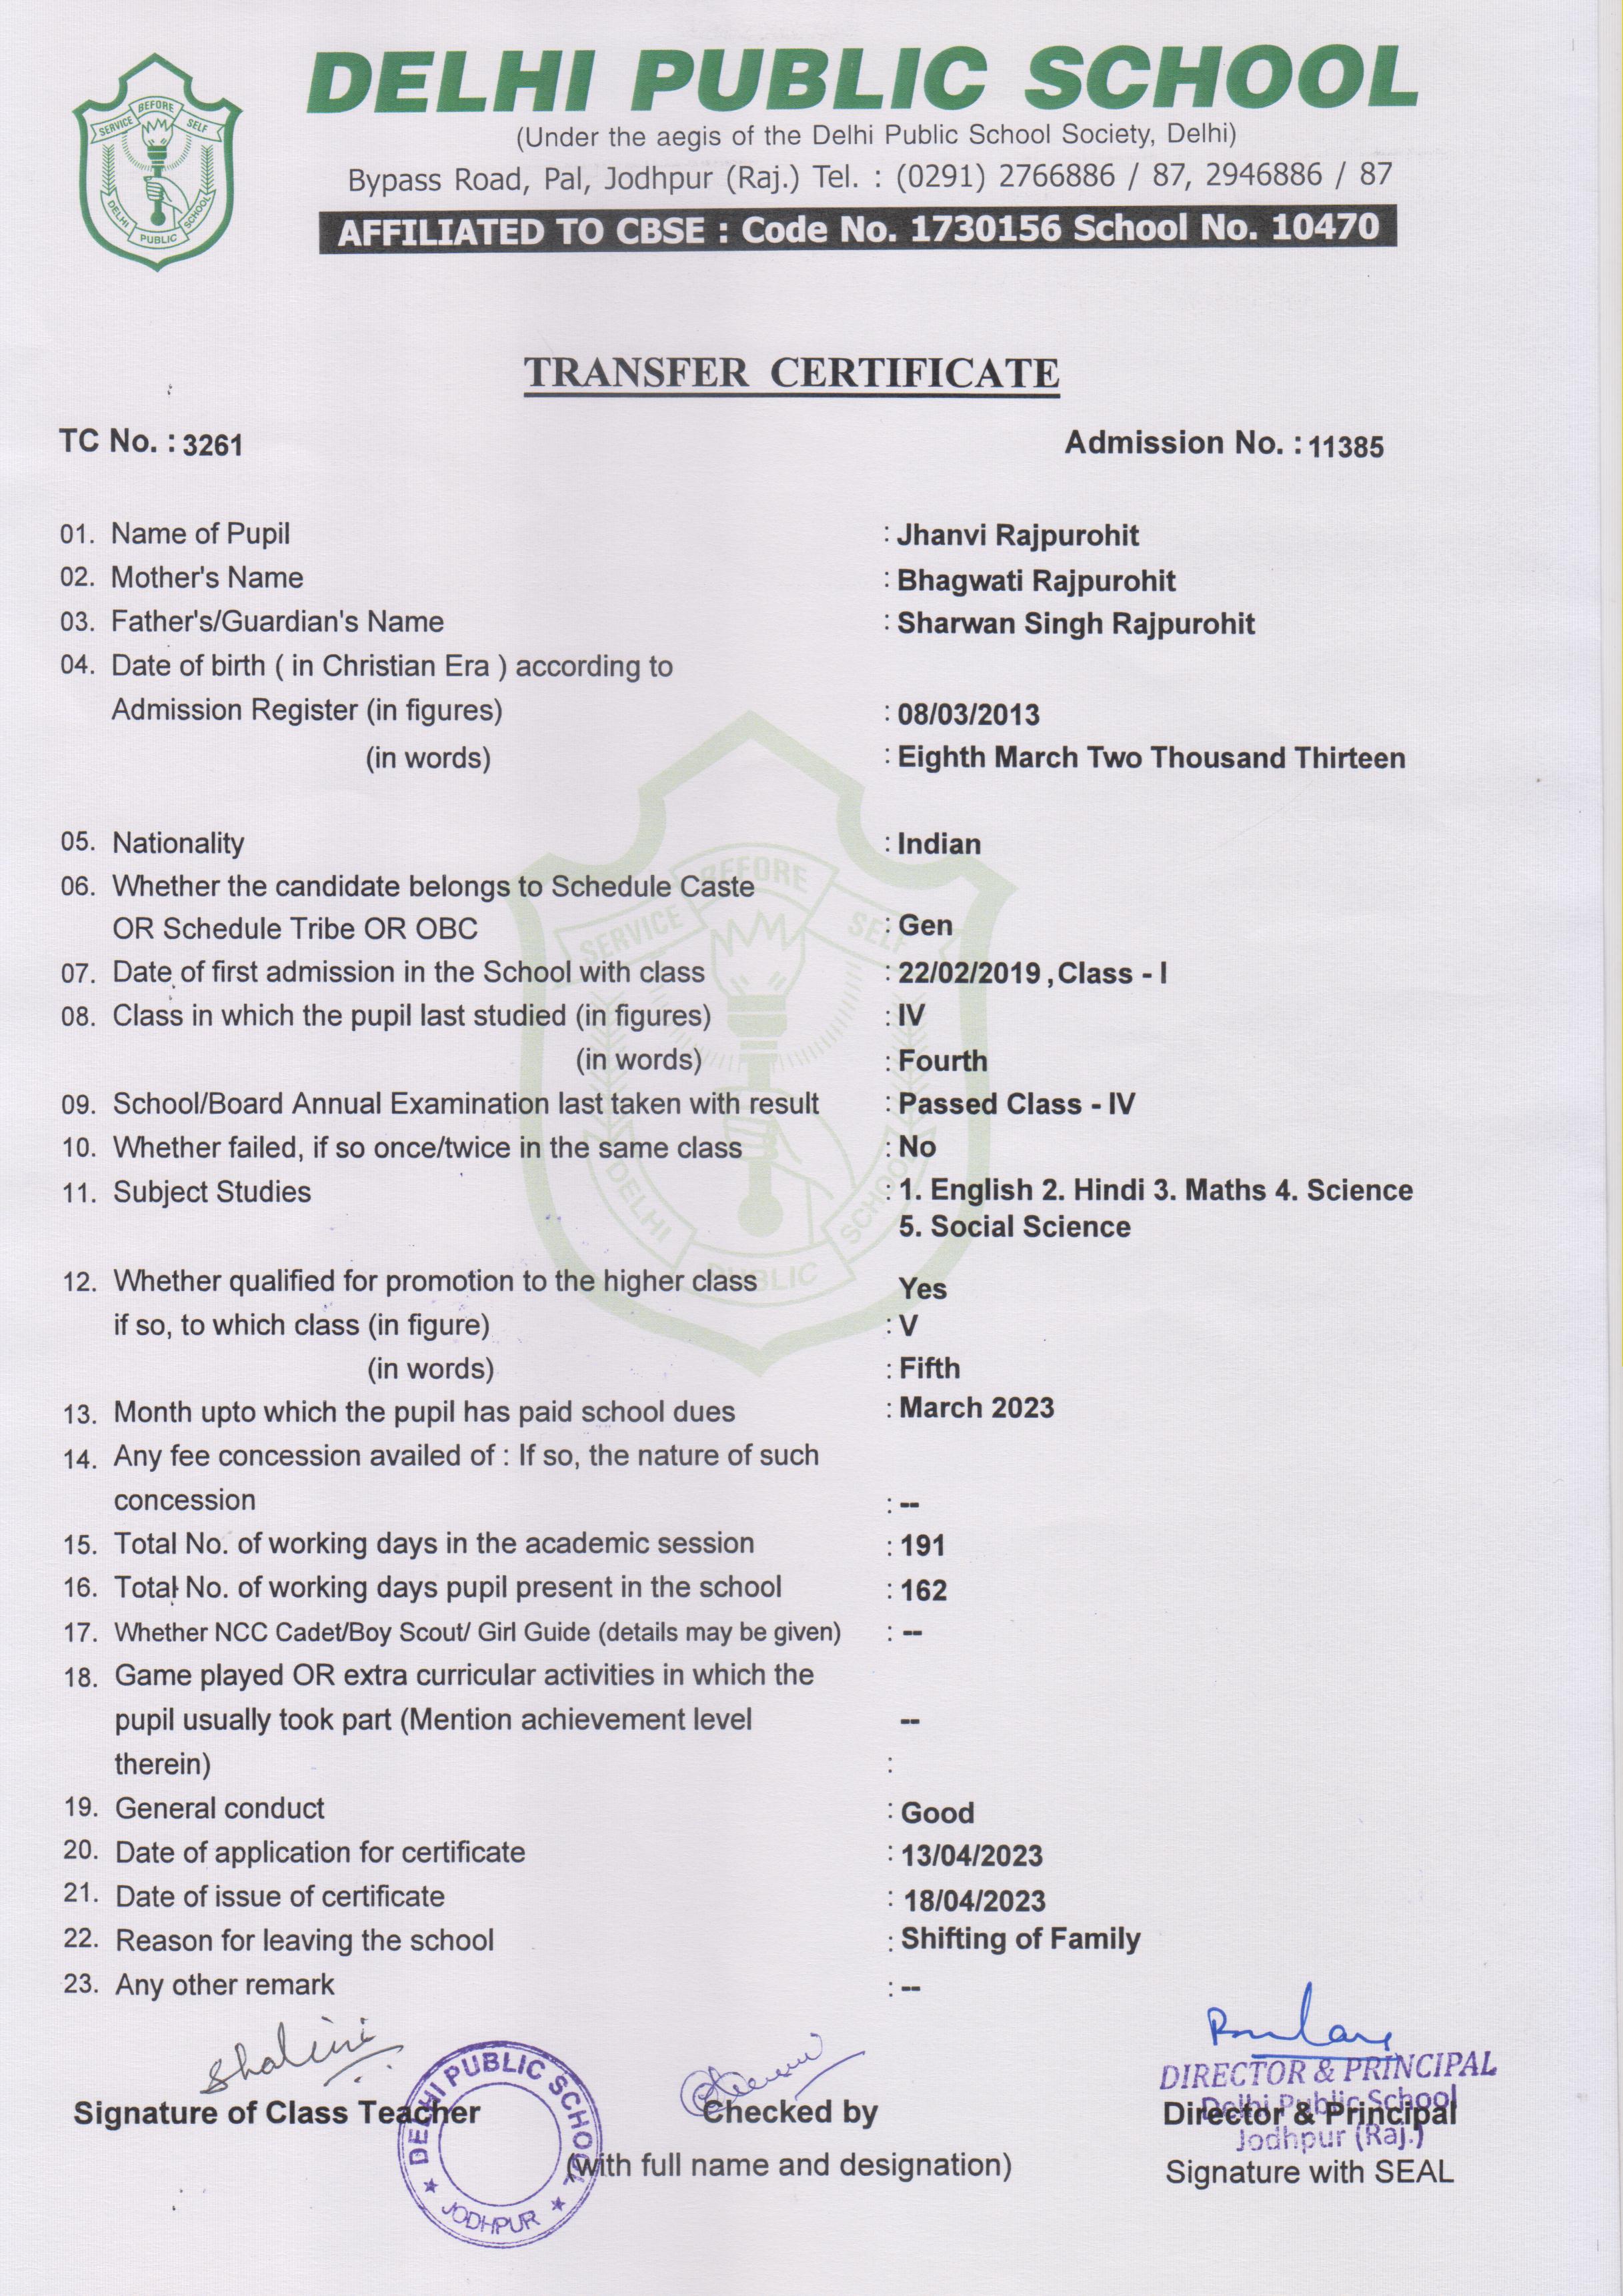 SERVICE BEFORE SELF
DELHI PUBLIC SCHOOL
DELHI PUBLIC SCHOOL
(Under the aegis of the Delhi Public School Society, Delhi)
Bypass Road, Pal, Jodhpur (Raj.) Tel. : (0291) 2766886 / 87, 2946886 / 87
AFFILIATED TO CBSE : Code No. 1730156 School No. 10470
TRANSFER CERTIFICATE
TC No. : 3261 Admission No. : 11385
01. Name of Pupil : Jhanvi Rajpurohit
02. Mother's Name : Bhagwati Rajpurohit
03. Father's/Guardian's Name : Sharwan Singh Rajpurohit
04. Date of birth ( in Christian Era ) according to
Admission Register (in figures) : 08/03/2013
(in words) : Eighth March Two Thousand Thirteen
05. Nationality : Indian
06. Whether the candidate belongs to Schedule Caste
OR Schedule Tribe OR OBC : Gen
07. Date of first admission in the School with class : 22/02/2019 , Class - I
08. Class in which the pupil last studied (in figures) : IV
(in words) : Fourth
09. School/Board Annual Examination last taken with result : Passed Class - IV
10. Whether failed, if so once/twice in the same class : No
11. Subject Studies : 1. English 2. Hindi 3. Maths 4. Science
5. Social Science
12. Whether qualified for promotion to the higher class Yes
if so, to which class (in figure) : V
(in words) : Fifth
13. Month upto which the pupil has paid school dues : March 2023
14. Any fee concession availed of : If so, the nature of such
concession : --
15. Total No. of working days in the academic session : 191
16. Total No. of working days pupil present in the school : 162
17. Whether NCC Cadet/Boy Scout/ Girl Guide (details may be given) : --
18. Game played OR extra curricular activities in which the
pupil usually took part (Mention achievement level --
therein) :
19. General conduct : Good
20. Date of application for certificate : 13/04/2023
21. Date of issue of certificate : 18/04/2023
22. Reason for leaving the school : Shifting of Family
23. Any other remark : --
SERVICE BEFORE SELF
DELHI PUBLIC SCHOOL
Shalini
DIRECTOR & PRINCIPAL
Delhi Public School
Jodhpur (Raj.)
Signature of Class Teacher Checked by Director & Principal
(with full name and designation) Signature with SEAL
DELHI PUBLIC SCHOOL
★ JODHPUR ★